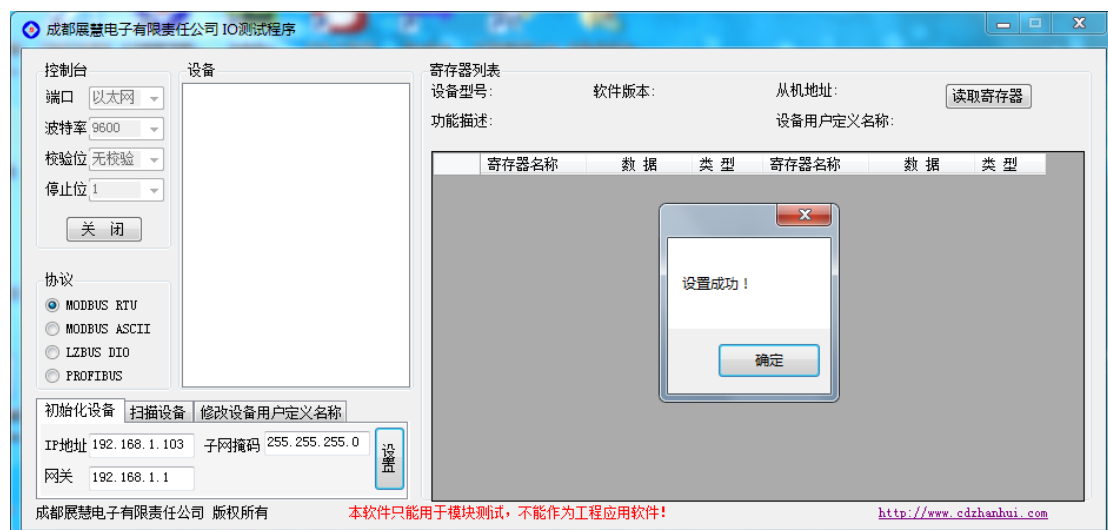 成都展慧电子有限责任公司 IO测试程序
控制台
端口 以太网
波特率 9600
校验位 无校验
停止位 1
关 闭
协议
MODBUS RTU
MODBUS ASCII
LZBUS DIO
PROFIBUS
设备
初始化设备 扫描设备 修改设备用户定义名称
IP地址 192.168.1.103 子网掩码 255.255.255.0
网关 192.168.1.1
设置
寄存器列表
设备型号: 软件版本: 从机地址: 读取寄存器
功能描述: 设备用户定义名称:
寄存器名称 数 据 类 型 寄存器名称 数 据 类 型
设置成功！
确定
成都展慧电子有限责任公司 版权所有 本软件只能用于模块测试，不能作为工程应用软件! http://www.cdzhanhui.com